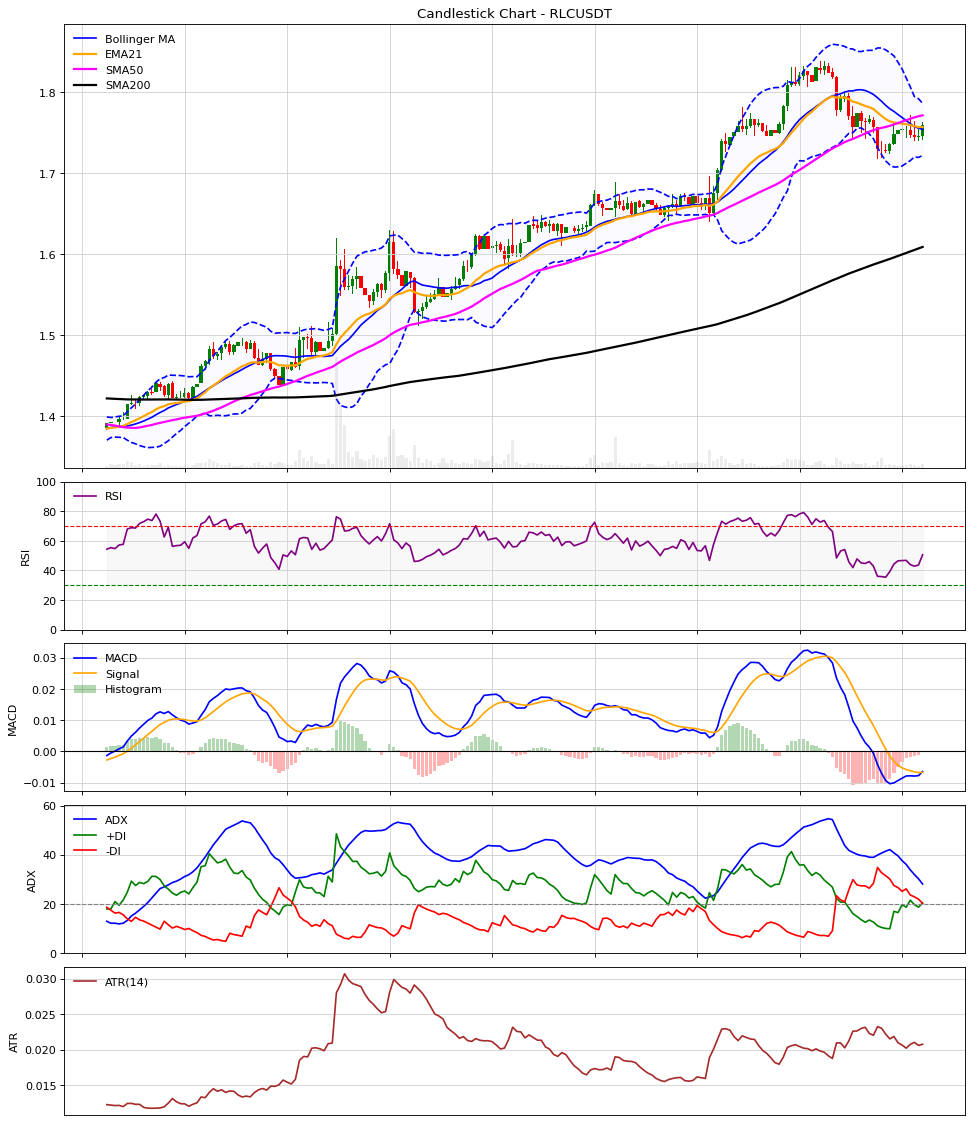 Candlestick Chart - RLCUSDT
Bollinger MA
EMA21
SMA50
SMA200
1.8
1.7
1.6
1.5
1.4
RSI
100
80
60
40
20
0
RSI
MACD
Signal
Histogram
0.03
0.02
0.01
0.00
−0.01
MACD
ADX
+DI
-DI
60
40
20
0
ADX
ATR(14)
0.030
0.025
0.020
0.015
ATR